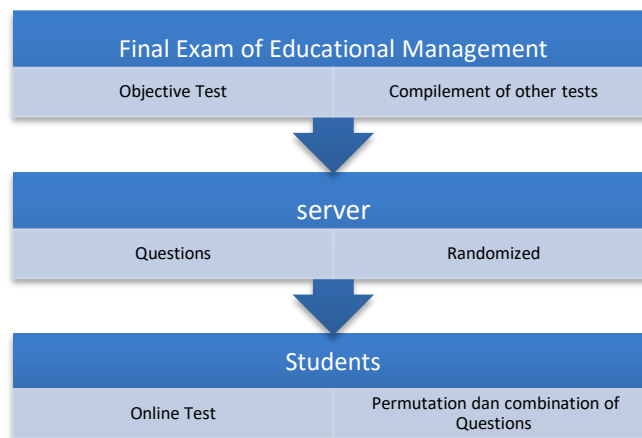 Final Exam of Educational Management
Objective Test
Compilement of other tests
server
Questions
Randomized
Students
Online Test
Permutation dan combination of
Questions